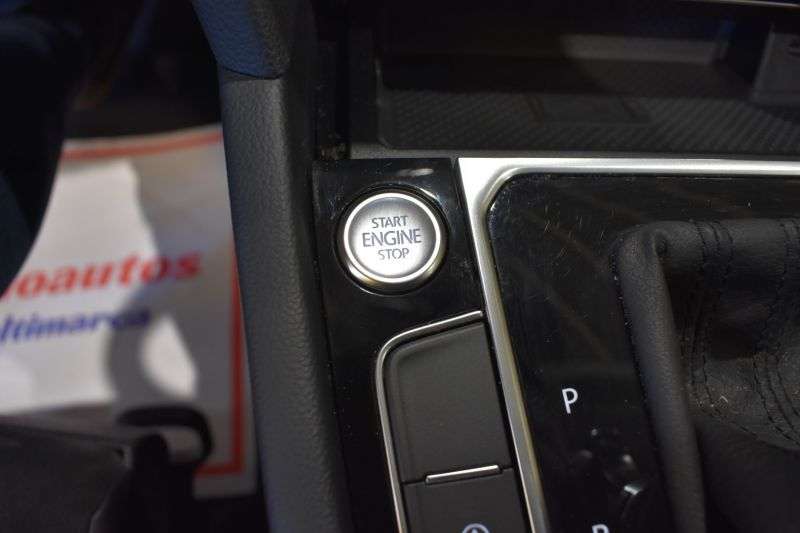 START
ENGINE
STOP
oautos
ltimarca
P
R